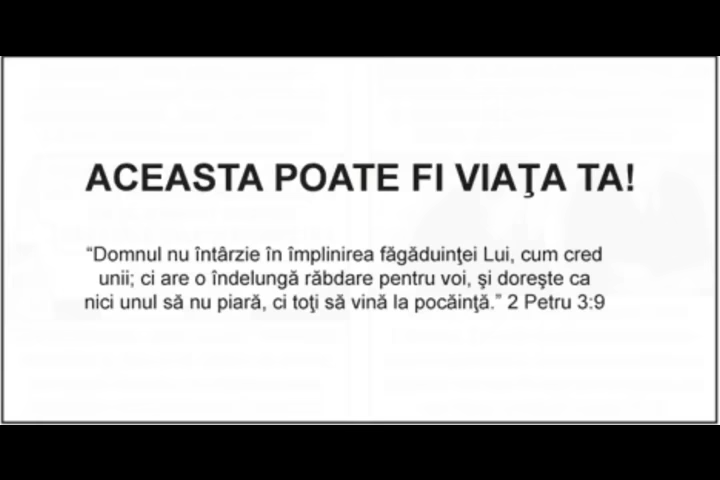 ACEASTA POATE FI VIAŢA TA!
“Domnul nu întârzie în împlinirea făgăduinţei Lui, cum cred
unii; ci are o îndelungă răbdare pentru voi, şi doreşte ca
nici unul să nu piară, ci toţi să vină la pocăinţă.” 2 Petru 3:9